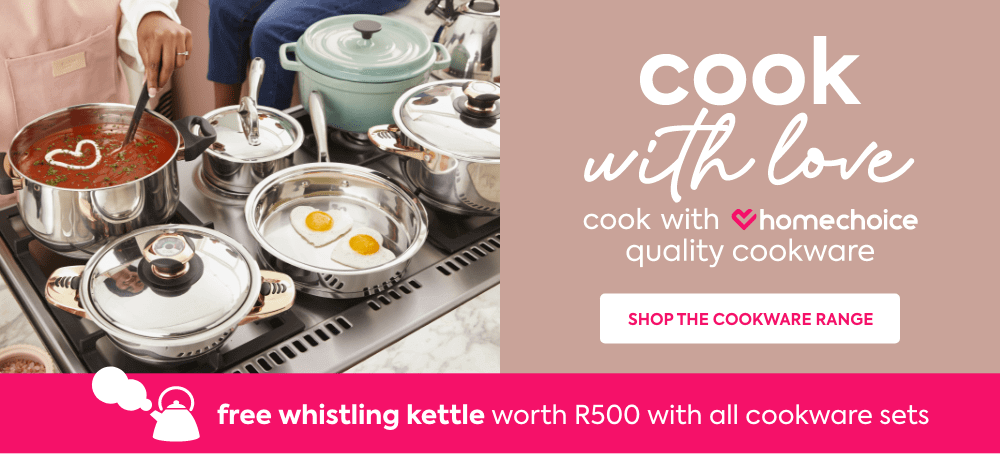 cook
with love
cook with homechoice
quality cookware
SHOP THE COOKWARE RANGE
free whistling kettle worth R500 with all cookware sets